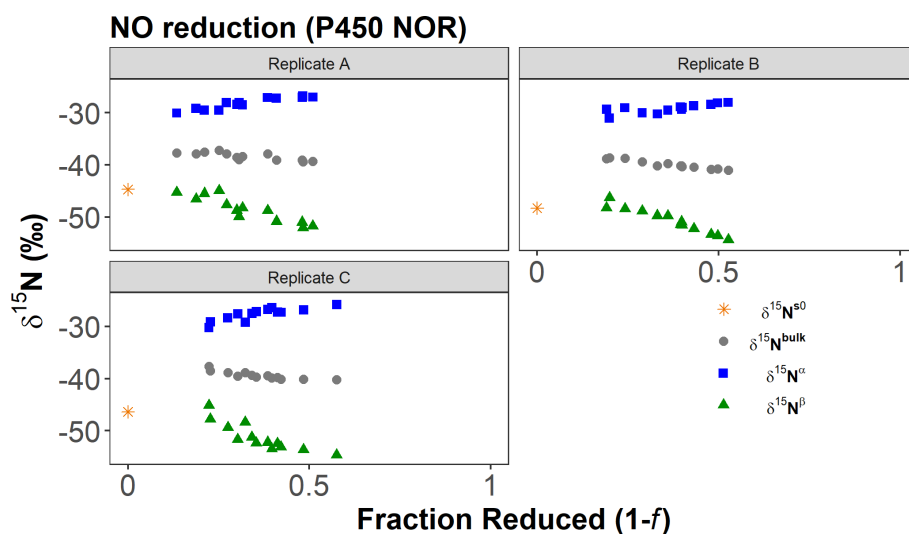 NO reduction (P450 NOR)
Replicate A
Replicate B
-30
-40
-50
Replicate C
0
0.5
1
-30
-40
-50
0
0.5
1
δ15N (‰)
δ15Ns0
δ15Nbulk
δ15Nα
δ15Nβ
Fraction Reduced (1-f)